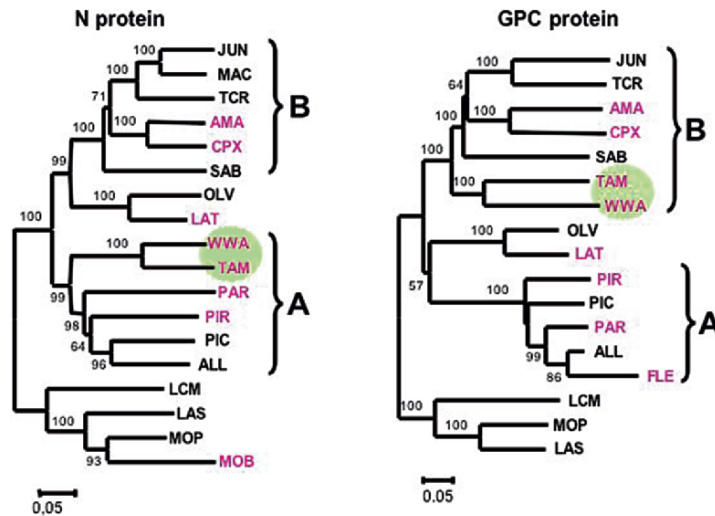 N protein
100
JUN
MAC
100
TCR
71
100
AMA
CPX
100
SAB
B
99
OLV
100
LAT
100
WWA
100
TAM
99
PAR
98
PIR
64
PIC
96
ALL
A
LCM
LAS
100
MOP
93
MOB
0,05
GPC protein
100
JUN
TCR
64
100
AMA
CPX
100
SAB
100
TAM
WWA
B
100
OLV
LAT
57
100
PIR
PIC
99
PAR
ALL
86
FLE
A
100
LCM
100
MOP
LAS
0.05